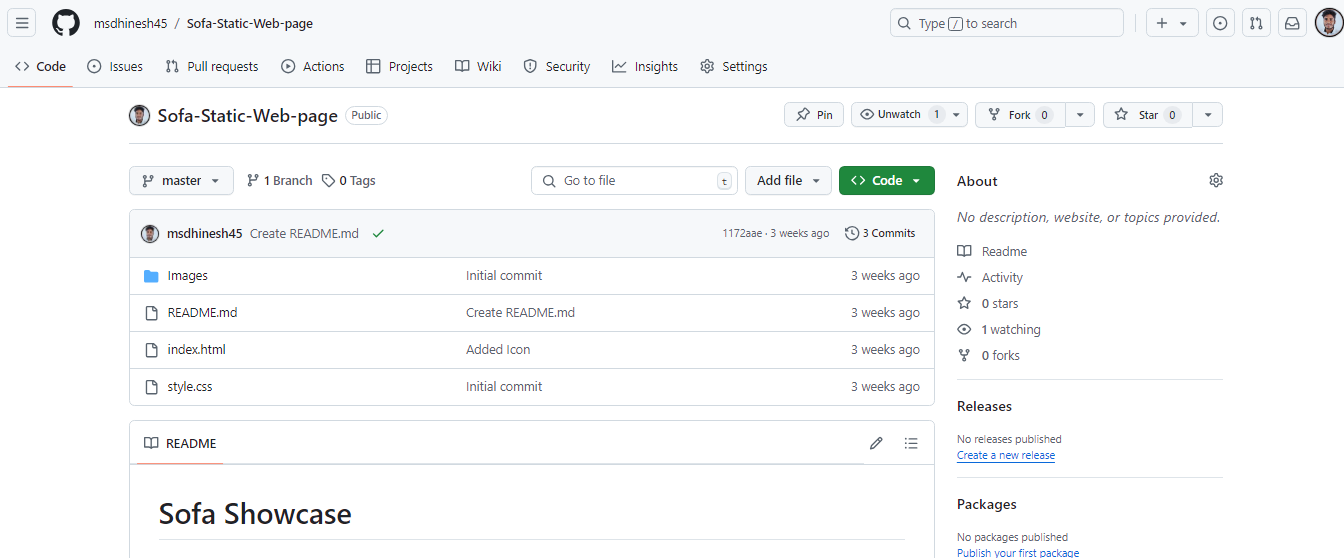 msdhinesh45 / Sofa-Static-Web-page
Type / to search
Code Issues Pull requests Actions Projects Wiki Security Insights Settings
Sofa-Static-Web-page Public
Pin Unwatch 1 Fork 0 Star 0
master 1 Branch 0 Tags Go to file t Add file Code
msdhinesh45 Create README.md 1172aae · 3 weeks ago 3 Commits
Images Initial commit 3 weeks ago
README.md Create README.md 3 weeks ago
index.html Added Icon 3 weeks ago
style.css Initial commit 3 weeks ago
README
Sofa Showcase
About
No description, website, or topics provided.
Readme
Activity
0 stars
1 watching
0 forks
Releases
No releases published
Create a new release
Packages
No packages published
Publish your first package